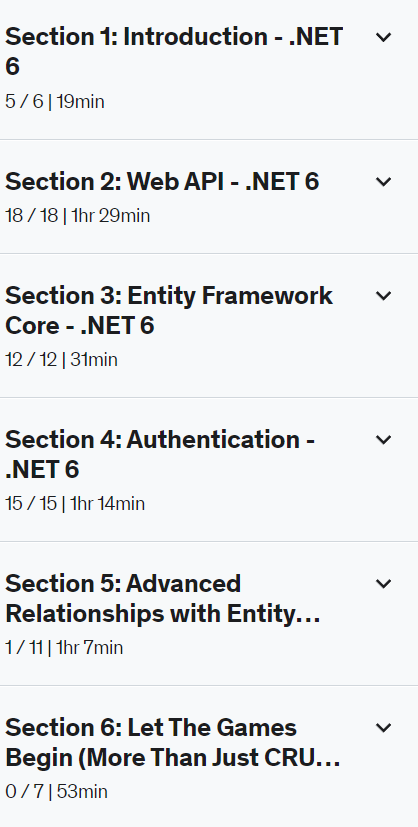 Section 1: Introduction - .NET
6
5 / 6 | 19min
Section 2: Web API - .NET 6
18 / 18 | 1hr 29min
Section 3: Entity Framework
Core - .NET 6
12 / 12 | 31min
Section 4: Authentication -
.NET 6
15 / 15 | 1hr 14min
Section 5: Advanced
Relationships with Entity...
1 / 11 | 1hr 7min
Section 6: Let The Games
Begin (More Than Just CRU...
0 / 7 | 53min